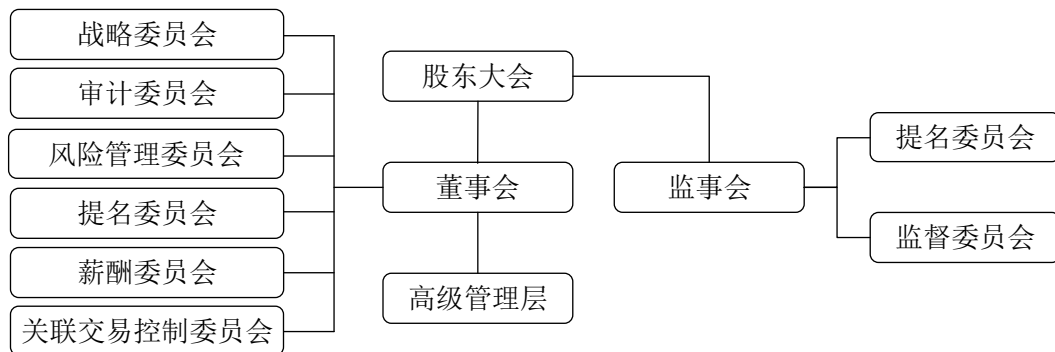 战略委员会
审计委员会
风险管理委员会
提名委员会
薪酬委员会
关联交易控制委员会
股东大会
董事会
高级管理层
监事会
提名委员会
监督委员会